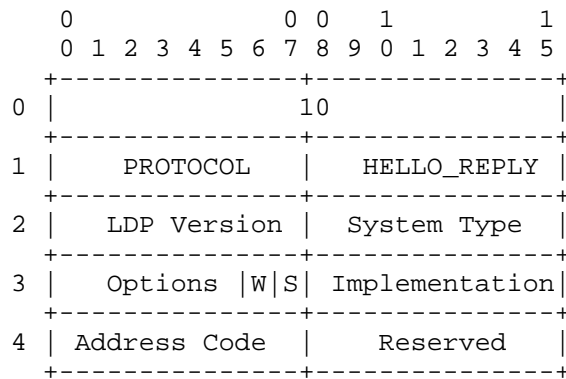 0 0 0 1 1
0 1 2 3 4 5 6 7 8 9 0 1 2 3 4 5
+---------------+---------------+
0 | 10 |
+---------------+---------------+
1 | PROTOCOL | HELLO_REPLY |
+---------------+---------------+
2 | LDP Version | System Type |
+---------------+---------------+
3 | Options |W|S| Implementation|
+---------------+---------------+
4 | Address Code | Reserved |
+---------------+---------------+